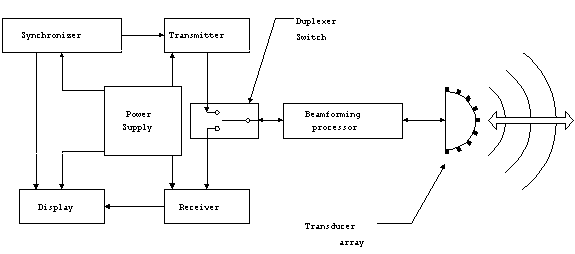 Duplexer
Switch
Synchronizer
Transmitter
Power
Supply
Beamforming
processor
Display
Receiver
Transducer
array